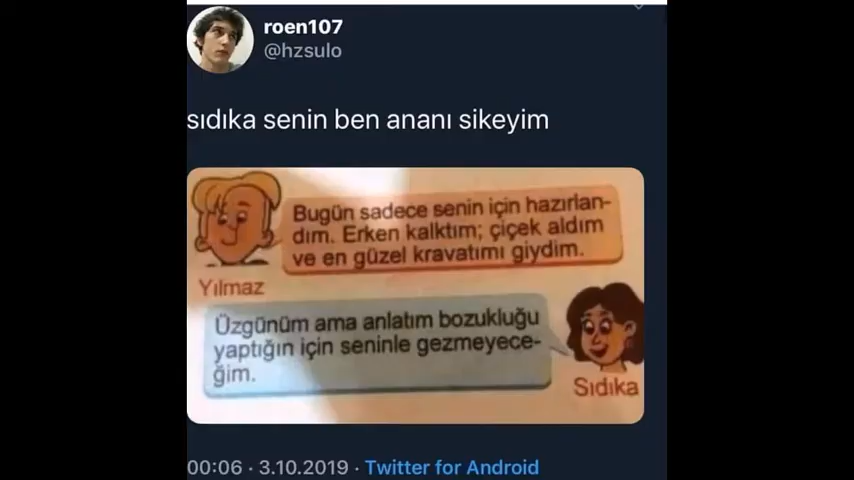 roen107
@hzsulo
sıdıka senin ben ananı sikeyim
Bugün sadece senin için hazırlan-
dım. Erken kalktım; çiçek aldım
ve en güzel kravatımı giydim.
Yılmaz
Üzgünüm ama anlatım bozukluğu
yaptığın için seninle gezmeyece-
ğim.
Sıdıka
00:06 · 3.10.2019 · Twitter for Android